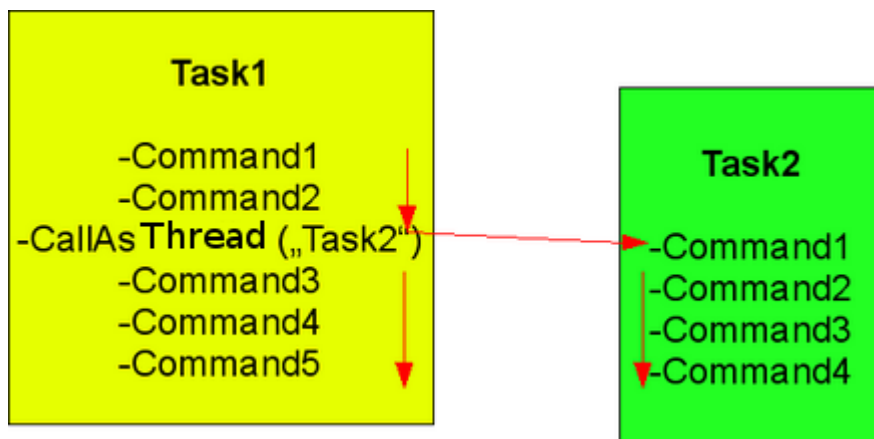 Task1
-Command1
-Command2
-CallAsThread („Task2“)
-Command3
-Command4
-Command5
Task2
-Command1
-Command2
-Command3
-Command4